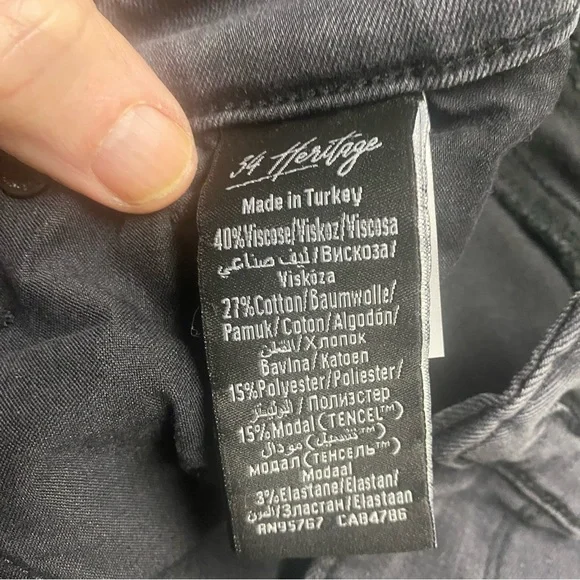 34 Heritage
Made in Turkey
40%Viscose/Viskoz/Viscosa
ليف صناعي/Вискоза/
Viskóza
27%Cotton/Baumwolle/
Pamuk/Coton/Algodón/
القطن/Хлопок
Bavlna/Katoen
15%Polyester/Poliester/
البوليستر/Полиэстер
15%Modal(TENCEL™)
مودال(تنسيل™)
модал(тенсель™)
Modaal
3%Elastane/Elastan/
المون/Эластан/Elastaan
RN95767 CA84786